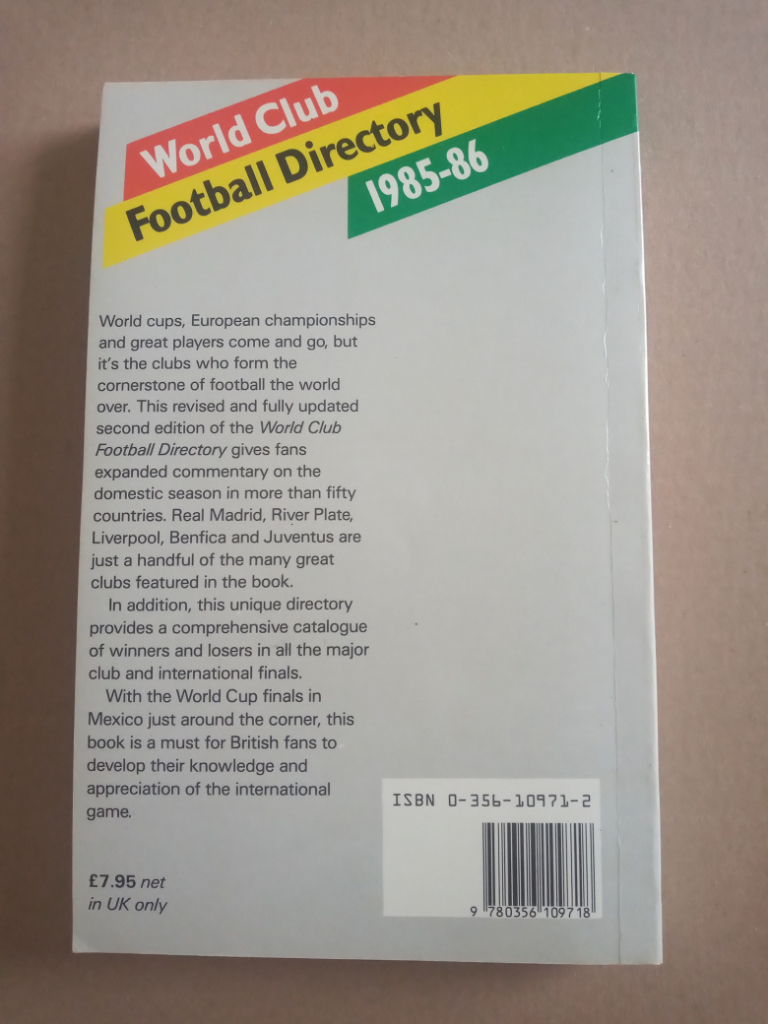 World Club
Football Directory
1985-86
World cups, European championships
and great players come and go, but
it's the clubs who form the
cornerstone of football the world
over. This revised and fully updated
second edition of the World Club
Football Directory gives fans
expanded commentary on the
domestic season in more than fifty
countries. Real Madrid, River Plate,
Liverpool, Benfica and Juventus are
just a handful of the many great
clubs featured in the book.
In addition, this unique directory
provides a comprehensive catalogue
of winners and losers in all the major
club and international finals.
With the World Cup finals in
Mexico just around the corner, this
book is a must for British fans to
develop their knowledge and
appreciation of the international
game.
£7.95 net
in UK only
ISBN 0-356-10971-2
9 780356 109718